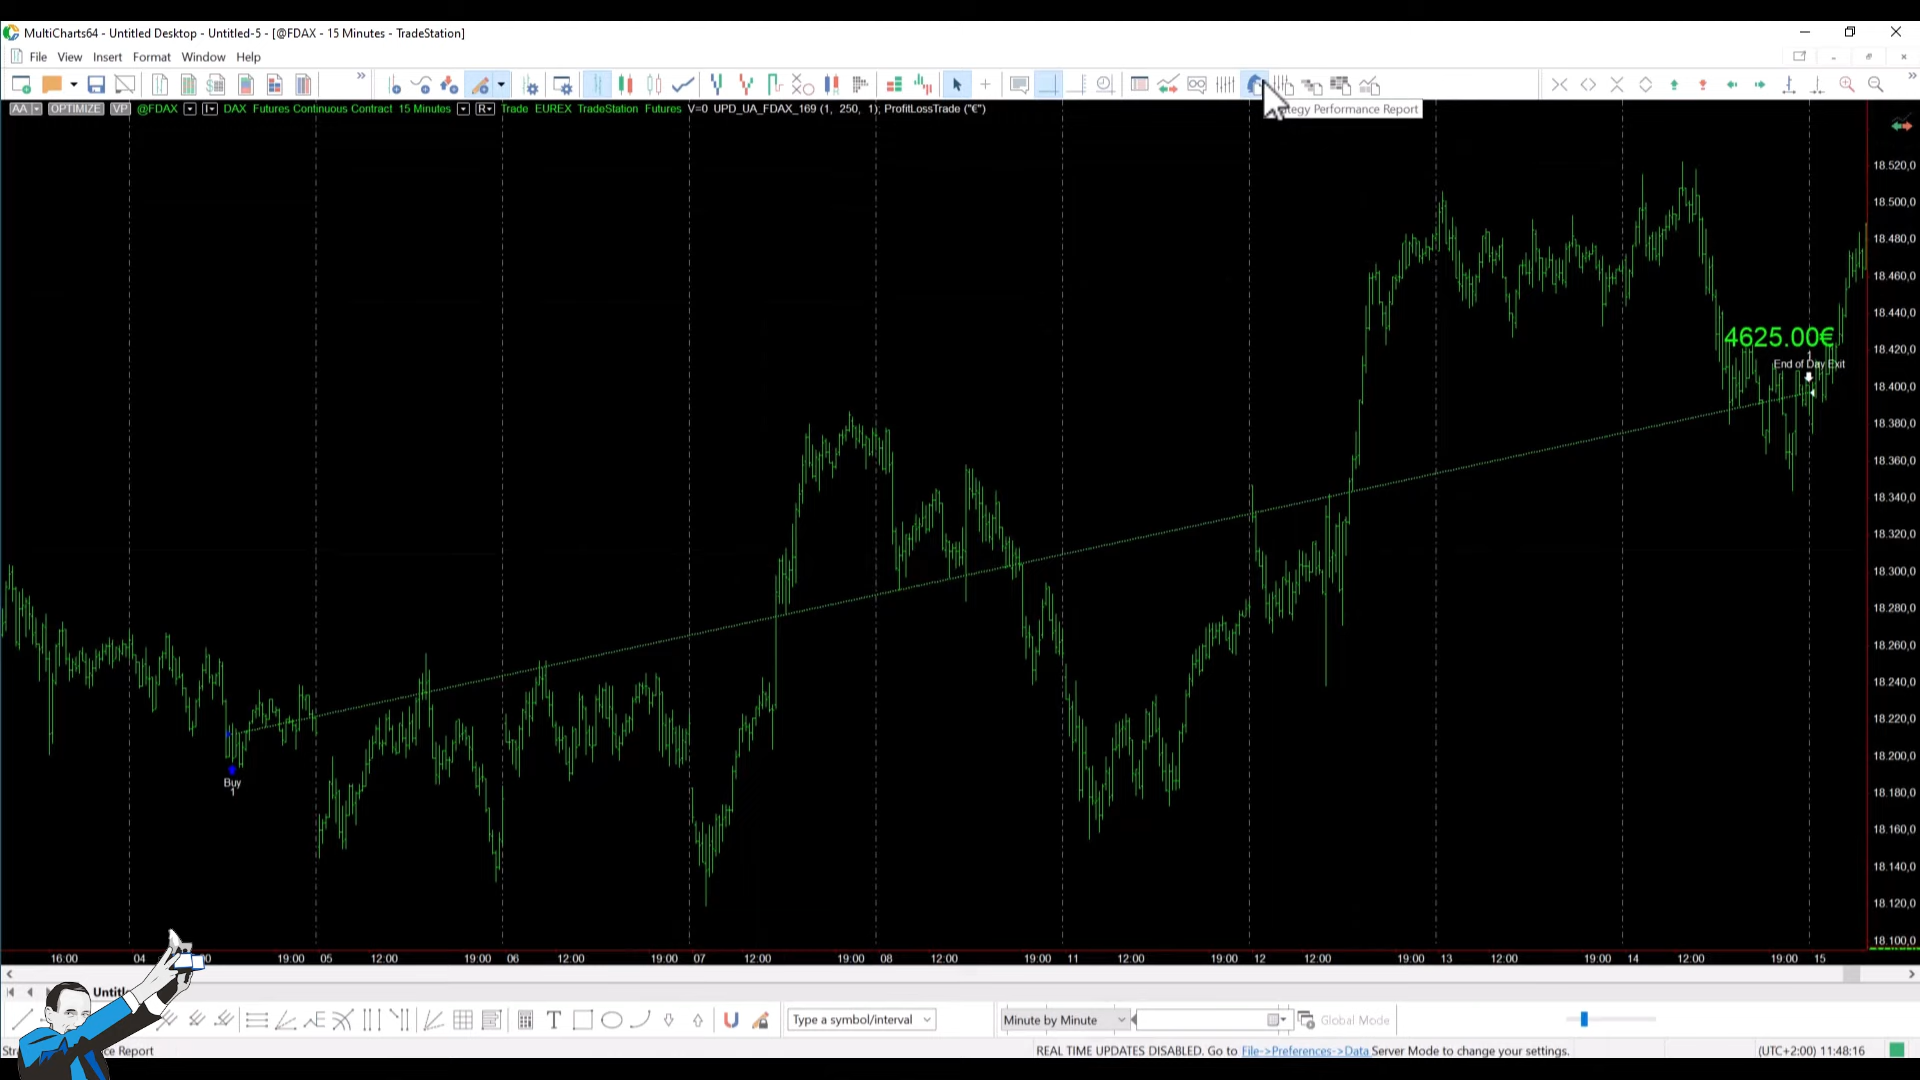 MultiCharts64 - Untitled Desktop - Untitled-5 - [@FDAX - 15 Minutes - TradeStation]
File View Insert Format Window Help
AA OPTIMIZE VP @FDAX I DAX Futures Continuous Contract 15 Minutes R Trade EUREX TradeStation Futures V=0 UPD_UA_FDAX_169 (1, 250, 1), ProfitLossTrade ("€")
tegy Performance Report
18.520,0
18.500,0
18.480,0
18.460,0
18.440,0
4625.00€
18.420,0
1
End of Day Exit
18.400,0
18.380,0
18.360,0
18.340,0
18.320,0
18.300,0
18.280,0
18.260,0
18.240,0
18.220,0
18.200,0
Buy
1
18.180,0
18.160,0
18.140,0
18.120,0
18.100,0
16:00 04 19:00 05 12:00 19:00 06 12:00 19:00 07 12:00 19:00 08 12:00 19:00 11 12:00 19:00 12 12:00 19:00 13 12:00 19:00 14 12:00 19:00 15
Type a symbol/interval Minute by Minute Global Mode
ce Report REAL TIME UPDATES DISABLED. Go to File->Preferences->Data Server Mode to change your settings. (UTC+2:00) 11:48:16